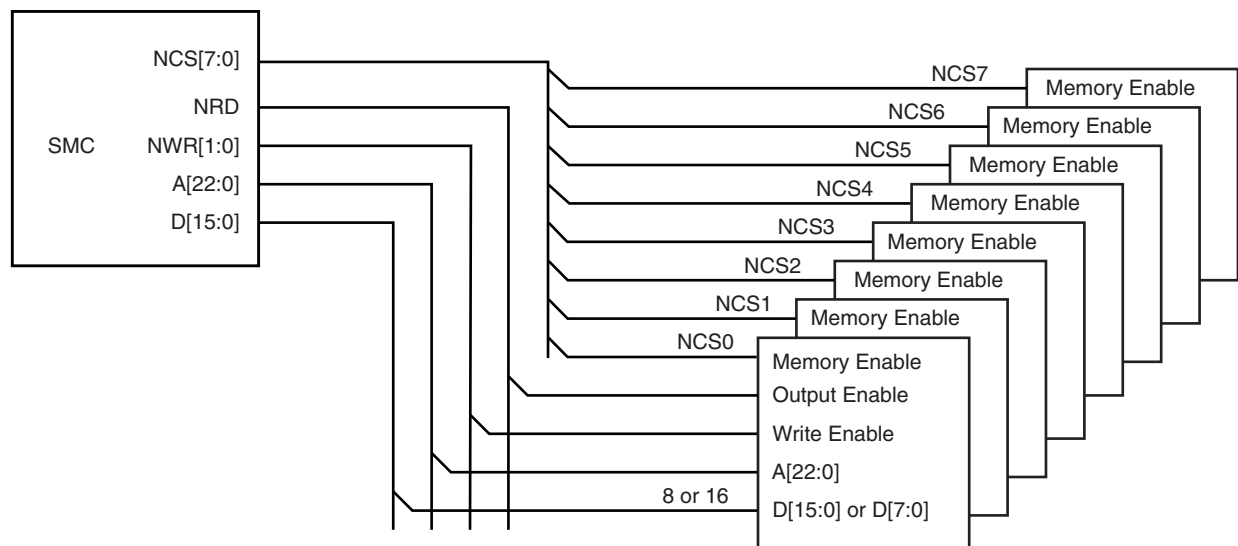 NCS[7:0]
NRD
SMC
NWR[1:0]
A[22:0]
D[15:0]
NCS7
Memory Enable
NCS6
Memory Enable
NCS5
Memory Enable
NCS4
Memory Enable
NCS3
Memory Enable
NCS2
Memory Enable
NCS1
Memory Enable
NCS0
Memory Enable
Output Enable
Write Enable
A[22:0]
8 or 16
D[15:0] or D[7:0]